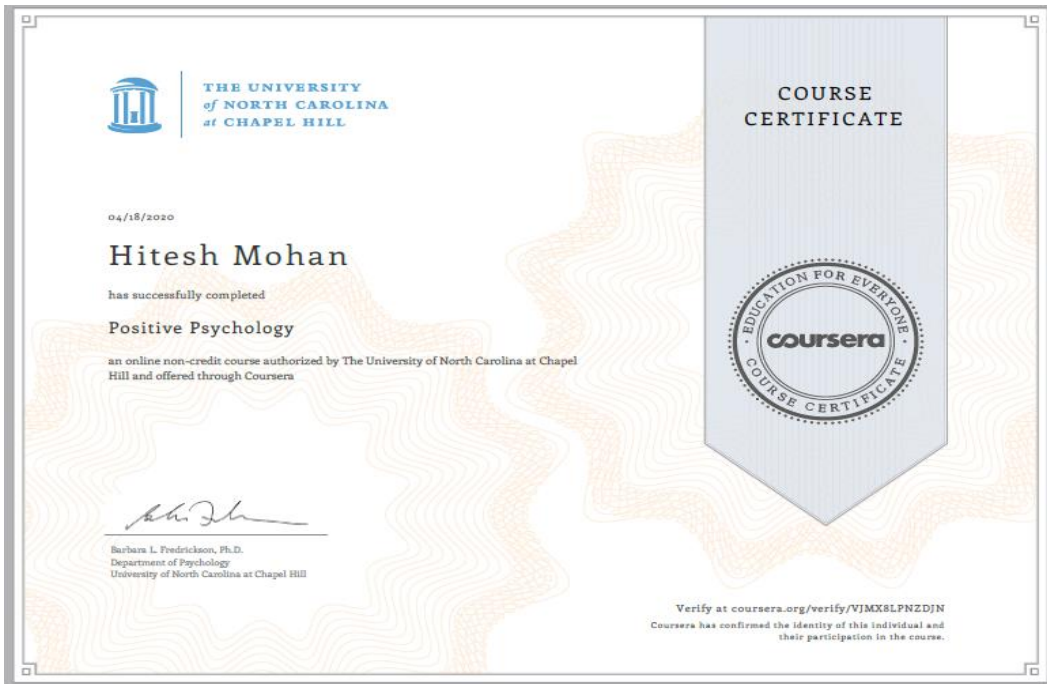 THE UNIVERSITY
of NORTH CAROLINA
at CHAPEL HILL
COURSE
CERTIFICATE
04/18/2020
Hitesh Mohan
has successfully completed
Positive Psychology
an online non-credit course authorized by The University of North Carolina at Chapel
Hill and offered through Coursera
EDUCATION FOR EVERYONE
coursera
COURSE CERTIFICATE
Barbara L. Fredrickson, Ph.D.
Department of Psychology
University of North Carolina at Chapel Hill
Verify at coursera.org/verify/VJMX8LPNZDJN
Coursera has confirmed the identity of this individual and
their participation in the course.